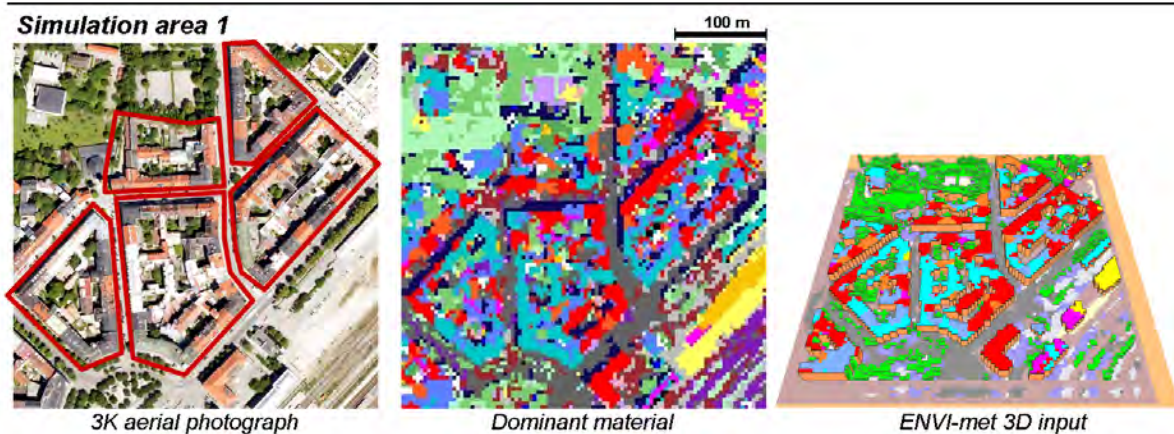 Simulation area 1
100 m
3K aerial photograph
Dominant material
ENVI-met 3D input